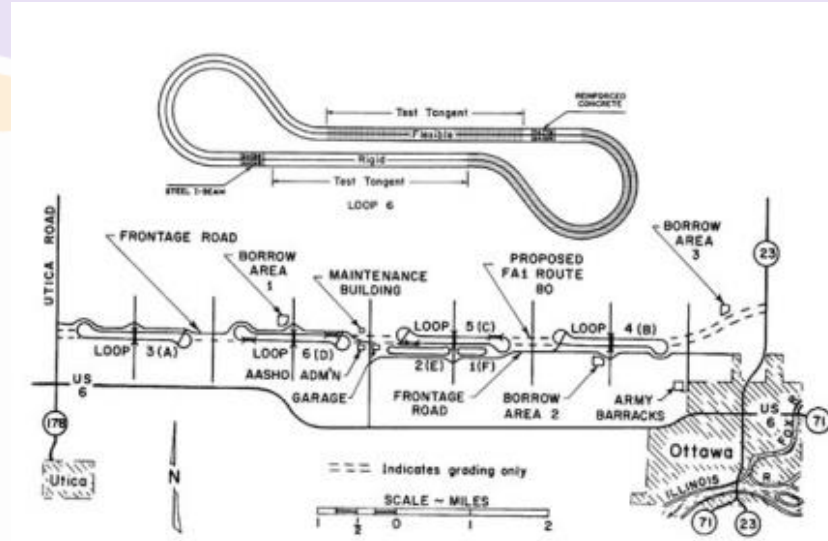 REINFORCED
CONCRETE
Test Tangent
Flexible
Rigid
STEEL I-BEAM
Test Tangent
LOOP 6
UTICA ROAD
FRONTAGE ROAD
BORROW
AREA
1
MAINTENANCE
BUILDING
PROPOSED
FA1 ROUTE
80
BORROW
AREA
3
23
LOOP 3 (A)
LOOP 6 (D)
LOOP 5 (C)
LOOP 4 (B)
2 (E) 1 (F)
AASHO ADM'N
GARAGE
FRONTAGE
ROAD
BORROW
AREA 2
ARMY
BARRACKS
US
6
178
Utica
N
Indicates grading only
SCALE ~ MILES
1 1/2 0 1 2
Ottawa
US
6
FOX R.
71
ILLINOIS R.
71
23